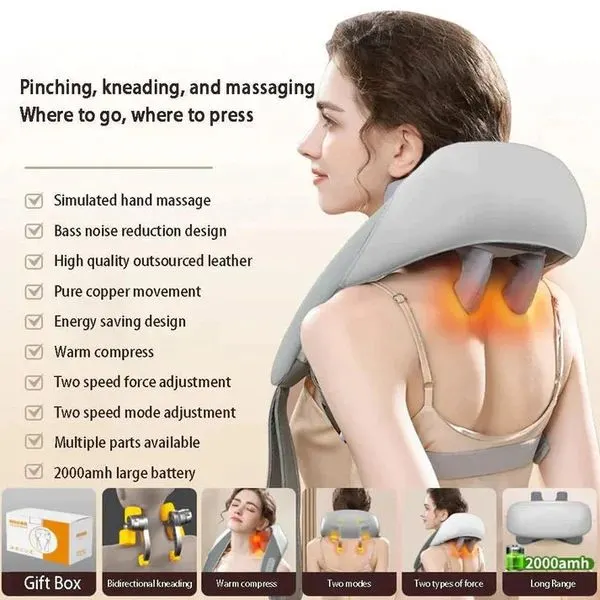 Pinching, kneading, and massaging
Where to go, where to press
Simulated hand massage
Bass noise reduction design
High quality outsourced leather
Pure copper movement
Energy saving design
Warm compress
Two speed force adjustment
Two speed mode adjustment
Multiple parts available
2000amh large battery
Gift Box
Bidirectional kneading
Warm compress
Two modes
Two types of force
2000amh
Long Range